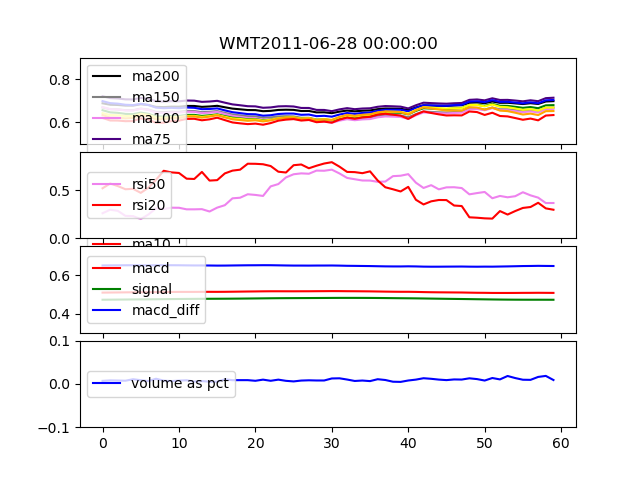 WMT2011-06-28 00:00:00
0.8
0.6
ma200
ma150
ma100
ma75
0.5
0.0
rsi50
rsi20
ma10
0.6
0.4
macd
signal
macd_diff
0.1
0.0
−0.1
volume as pct
0 10 20 30 40 50 60